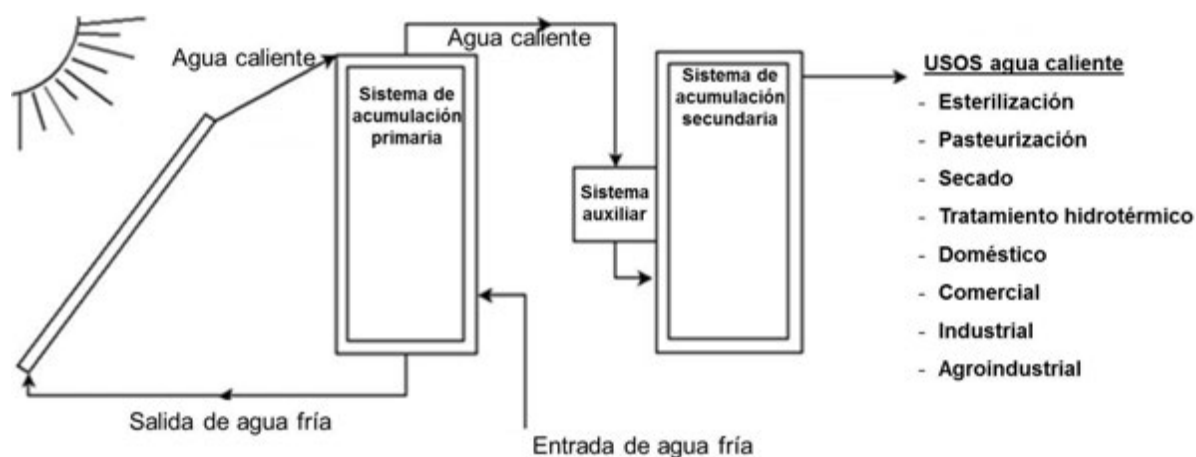 Agua caliente
Sistema de
acumulación
primaria
Agua caliente
Sistema
auxiliar
Sistema de
acumulación
secundaria
USOS agua caliente
- Esterilización
- Pasteurización
- Secado
- Tratamiento hidrotérmico
- Doméstico
- Comercial
- Industrial
- Agroindustrial
Salida de agua fría
Entrada de agua fría